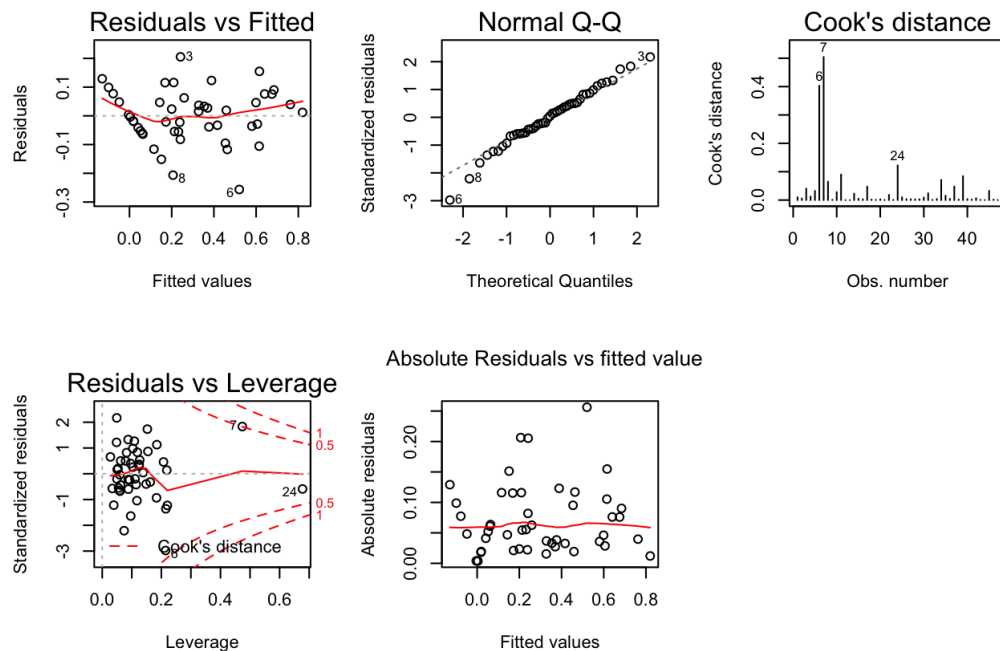 Residuals vs Fitted
Residuals
0.1
-0.1
-0.3
3
8
6
0.0 0.2 0.4 0.6 0.8
Fitted values
Normal Q-Q
Standardized residuals
2
1
-1
-3
3
8
6
-2 -1 0 1 2
Theoretical Quantiles
Cook's distance
Cook's distance
0.4
0.2
0.0
7
6
24
0 10 20 30 40
Obs. number
Residuals vs Leverage
Standardized residuals
2
1
-1
-3
7
24
6
1
0.5
0.5
1
Cook's distance
0.0 0.2 0.4 0.6
Leverage
Absolute Residuals vs fitted value
Absolute residuals
0.20
0.10
0.00
0.0 0.2 0.4 0.6 0.8
Fitted values